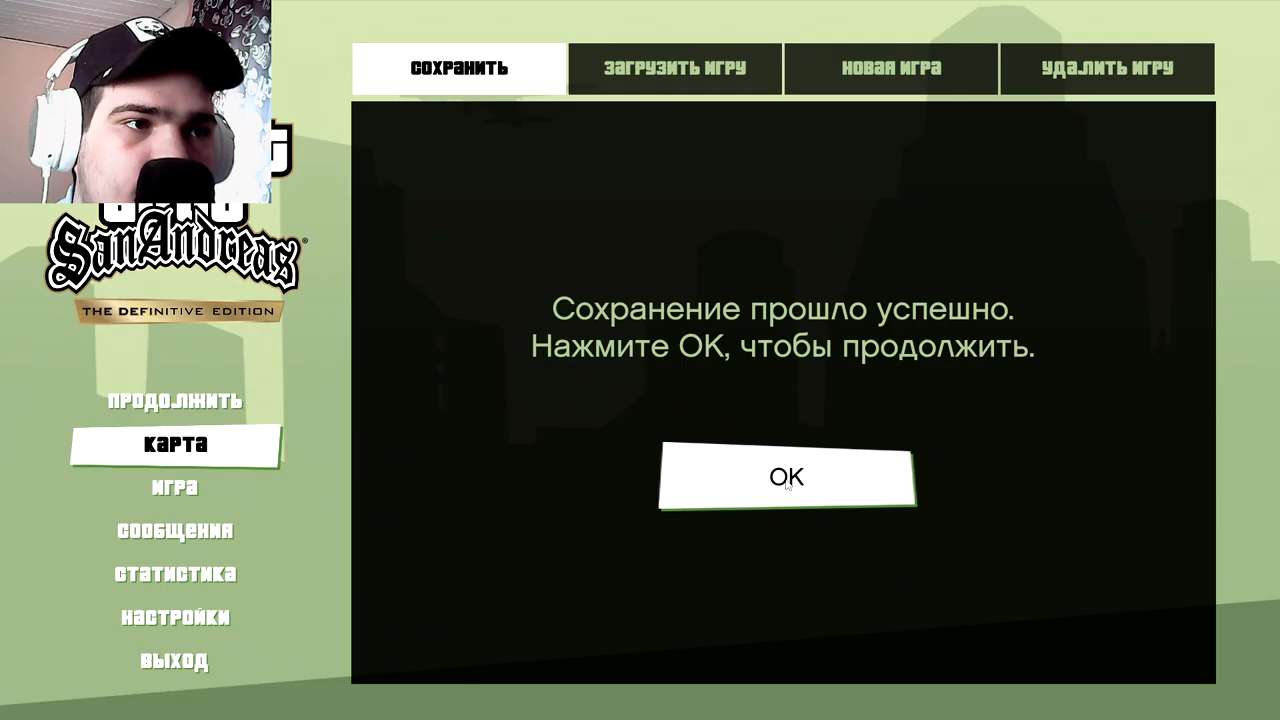 СОХРАНИТЬ
ЗАГРУЗИТЬ ИГРУ
НОВАЯ ИГРА
УДАЛИТЬ ИГРУ
San Andreas
THE DEFINITIVE EDITION
Сохранение прошло успешно.
Нажмите ОК, чтобы продолжить.
ОК
ПРОДОЛЖИТЬ
КАРТА
ИГРА
СООБЩЕНИЯ
СТАТИСТИКА
НАСТРОЙКИ
ВЫХОД